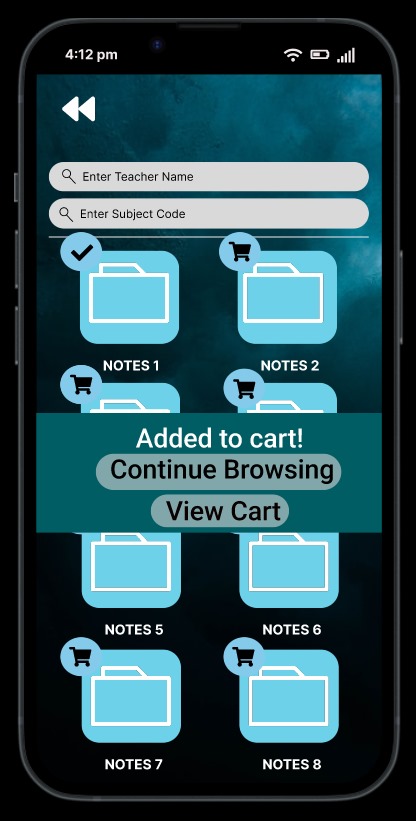 4:12 pm
Enter Teacher Name
Enter Subject Code
NOTES 1
NOTES 2
Added to cart!
Continue Browsing
View Cart
NOTES 5
NOTES 6
NOTES 7
NOTES 8